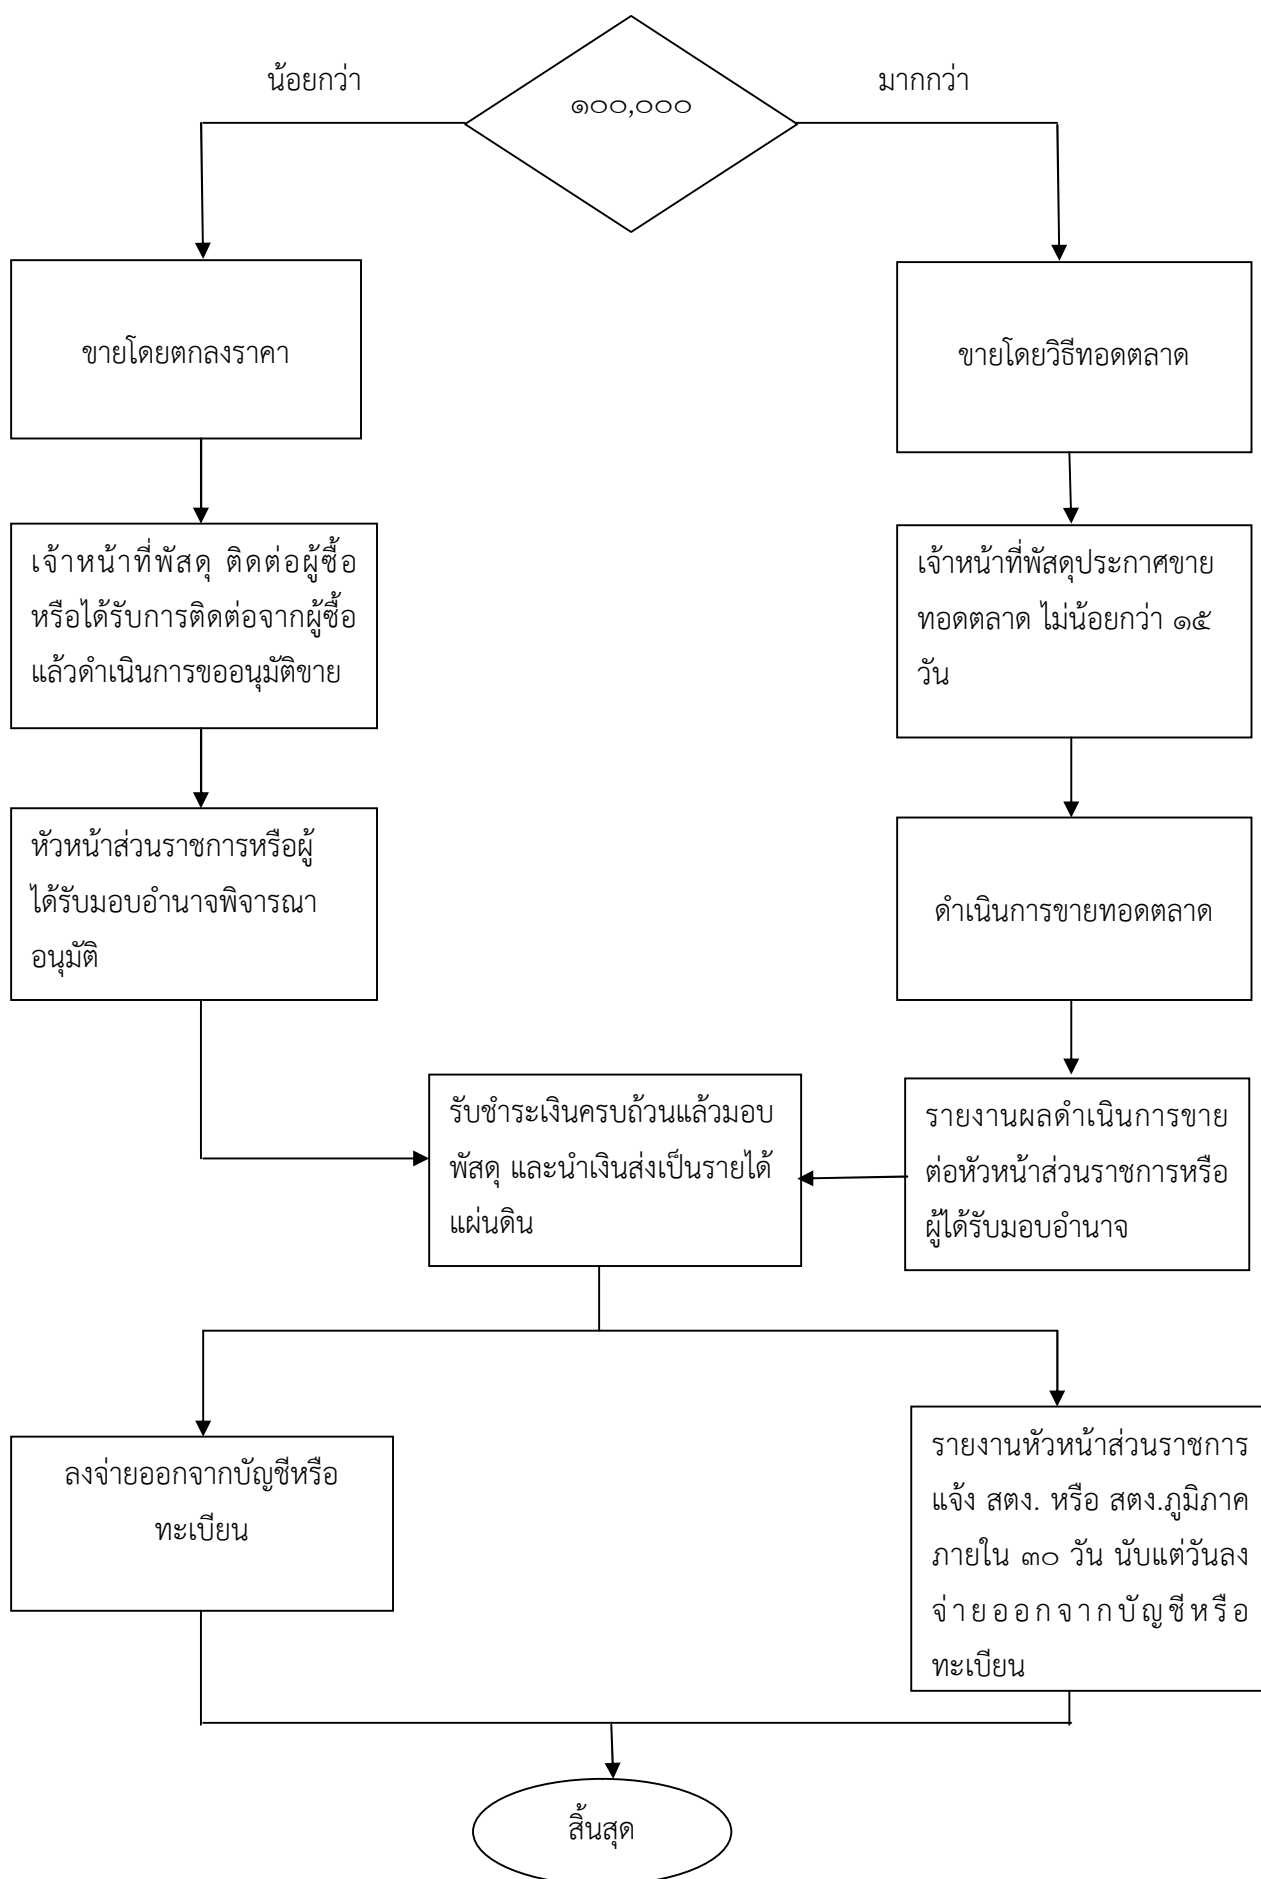 น้อยกว่า
๑๐๐,๐๐๐
มากกว่า
ขายโดยตกลงราคา
ขายโดยวิธีทอดตลาด
เจ้าหน้าที่พัสดุ ติดต่อผู้ซื้อ
หรือได้รับการติดต่อจากผู้ซื้อ
แล้วดำเนินการขออนุมัติขาย
เจ้าหน้าที่พัสดุประกาศขาย
ทอดตลาด ไม่น้อยกว่า ๑๕
วัน
หัวหน้าส่วนราชการหรือผู้
ได้รับมอบอำนาจพิจารณา
อนุมัติ
ดำเนินการขายทอดตลาด
รับชำระเงินครบถ้วนแล้วมอบ
พัสดุ และนำเงินส่งเป็นรายได้
แผ่นดิน
รายงานผลดำเนินการขาย
ต่อหัวหน้าส่วนราชการหรือ
ผู้ได้รับมอบอำนาจ
ลงจ่ายออกจากบัญชีหรือ
ทะเบียน
รายงานหัวหน้าส่วนราชการ
แจ้ง สตง. หรือ สตง.ภูมิภาค
ภายใน ๓๐ วัน นับแต่วันลง
จ่ายออกจากบัญชีหรือ
ทะเบียน
สิ้นสุด